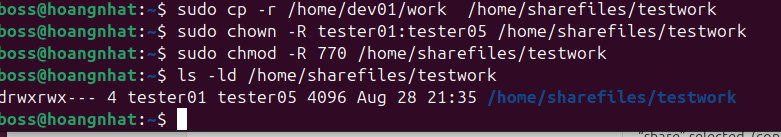 boss@hoangnhat:~$ sudo cp -r /home/dev01/work  /home/sharefiles/testwork
boss@hoangnhat:~$ sudo chown -R tester01:tester05 /home/sharefiles/testwork
boss@hoangnhat:~$ sudo chmod -R 770 /home/sharefiles/testwork
boss@hoangnhat:~$ ls -ld /home/sharefiles/testwork
drwxrwx--- 4 tester01 tester05 4096 Aug 28 21:35 /home/sharefiles/testwork
boss@hoangnhat:~$
"share" selected